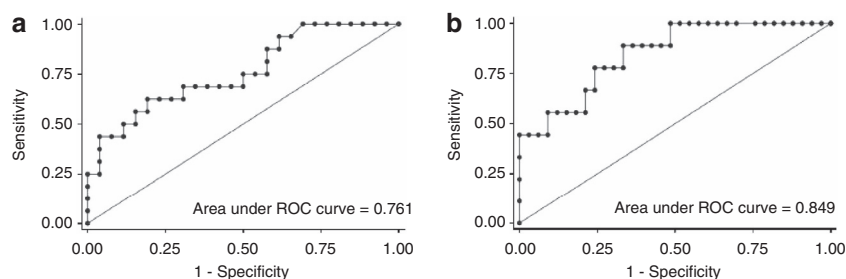 a
1.00
0.75
0.50
0.25
0.00
Sensitivity
Area under ROC curve = 0.761
0.00 0.25 0.50 0.75 1.00
1 - Specificity
b
1.00
0.75
0.50
0.25
0.00
Sensitivity
Area under ROC curve = 0.849
0.00 0.25 0.50 0.75 1.00
1 - Specificity